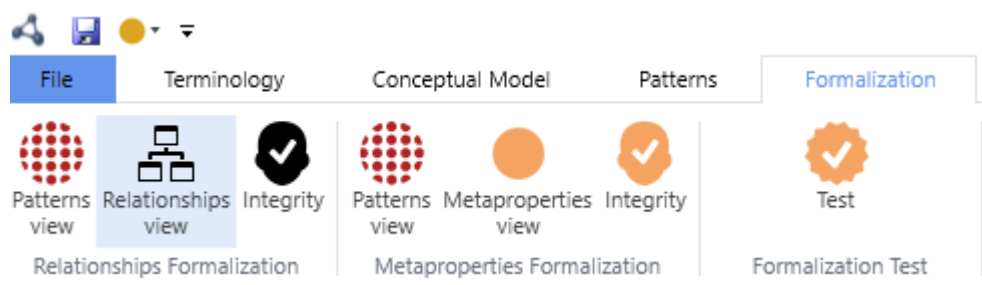 File Terminology Conceptual Model Patterns Formalization
Patterns view Relationships view Integrity Patterns view Metaproperties view Integrity Test
Relationships Formalization Metaproperties Formalization Formalization Test